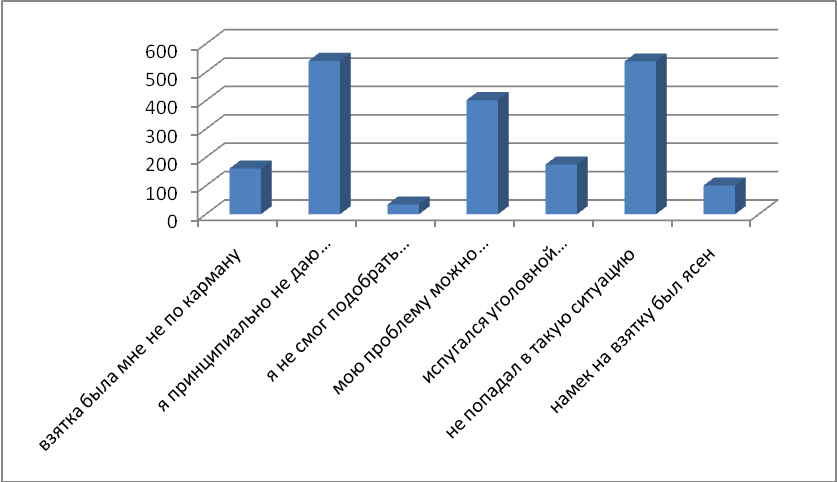 600
500
400
300
200
100
0
взятка была мне не по карману
я принципиально не даю...
я не смог подобрать...
мою проблему можно...
испугался уголовной...
не попадал в такую ситуацию
намек на взятку был ясен